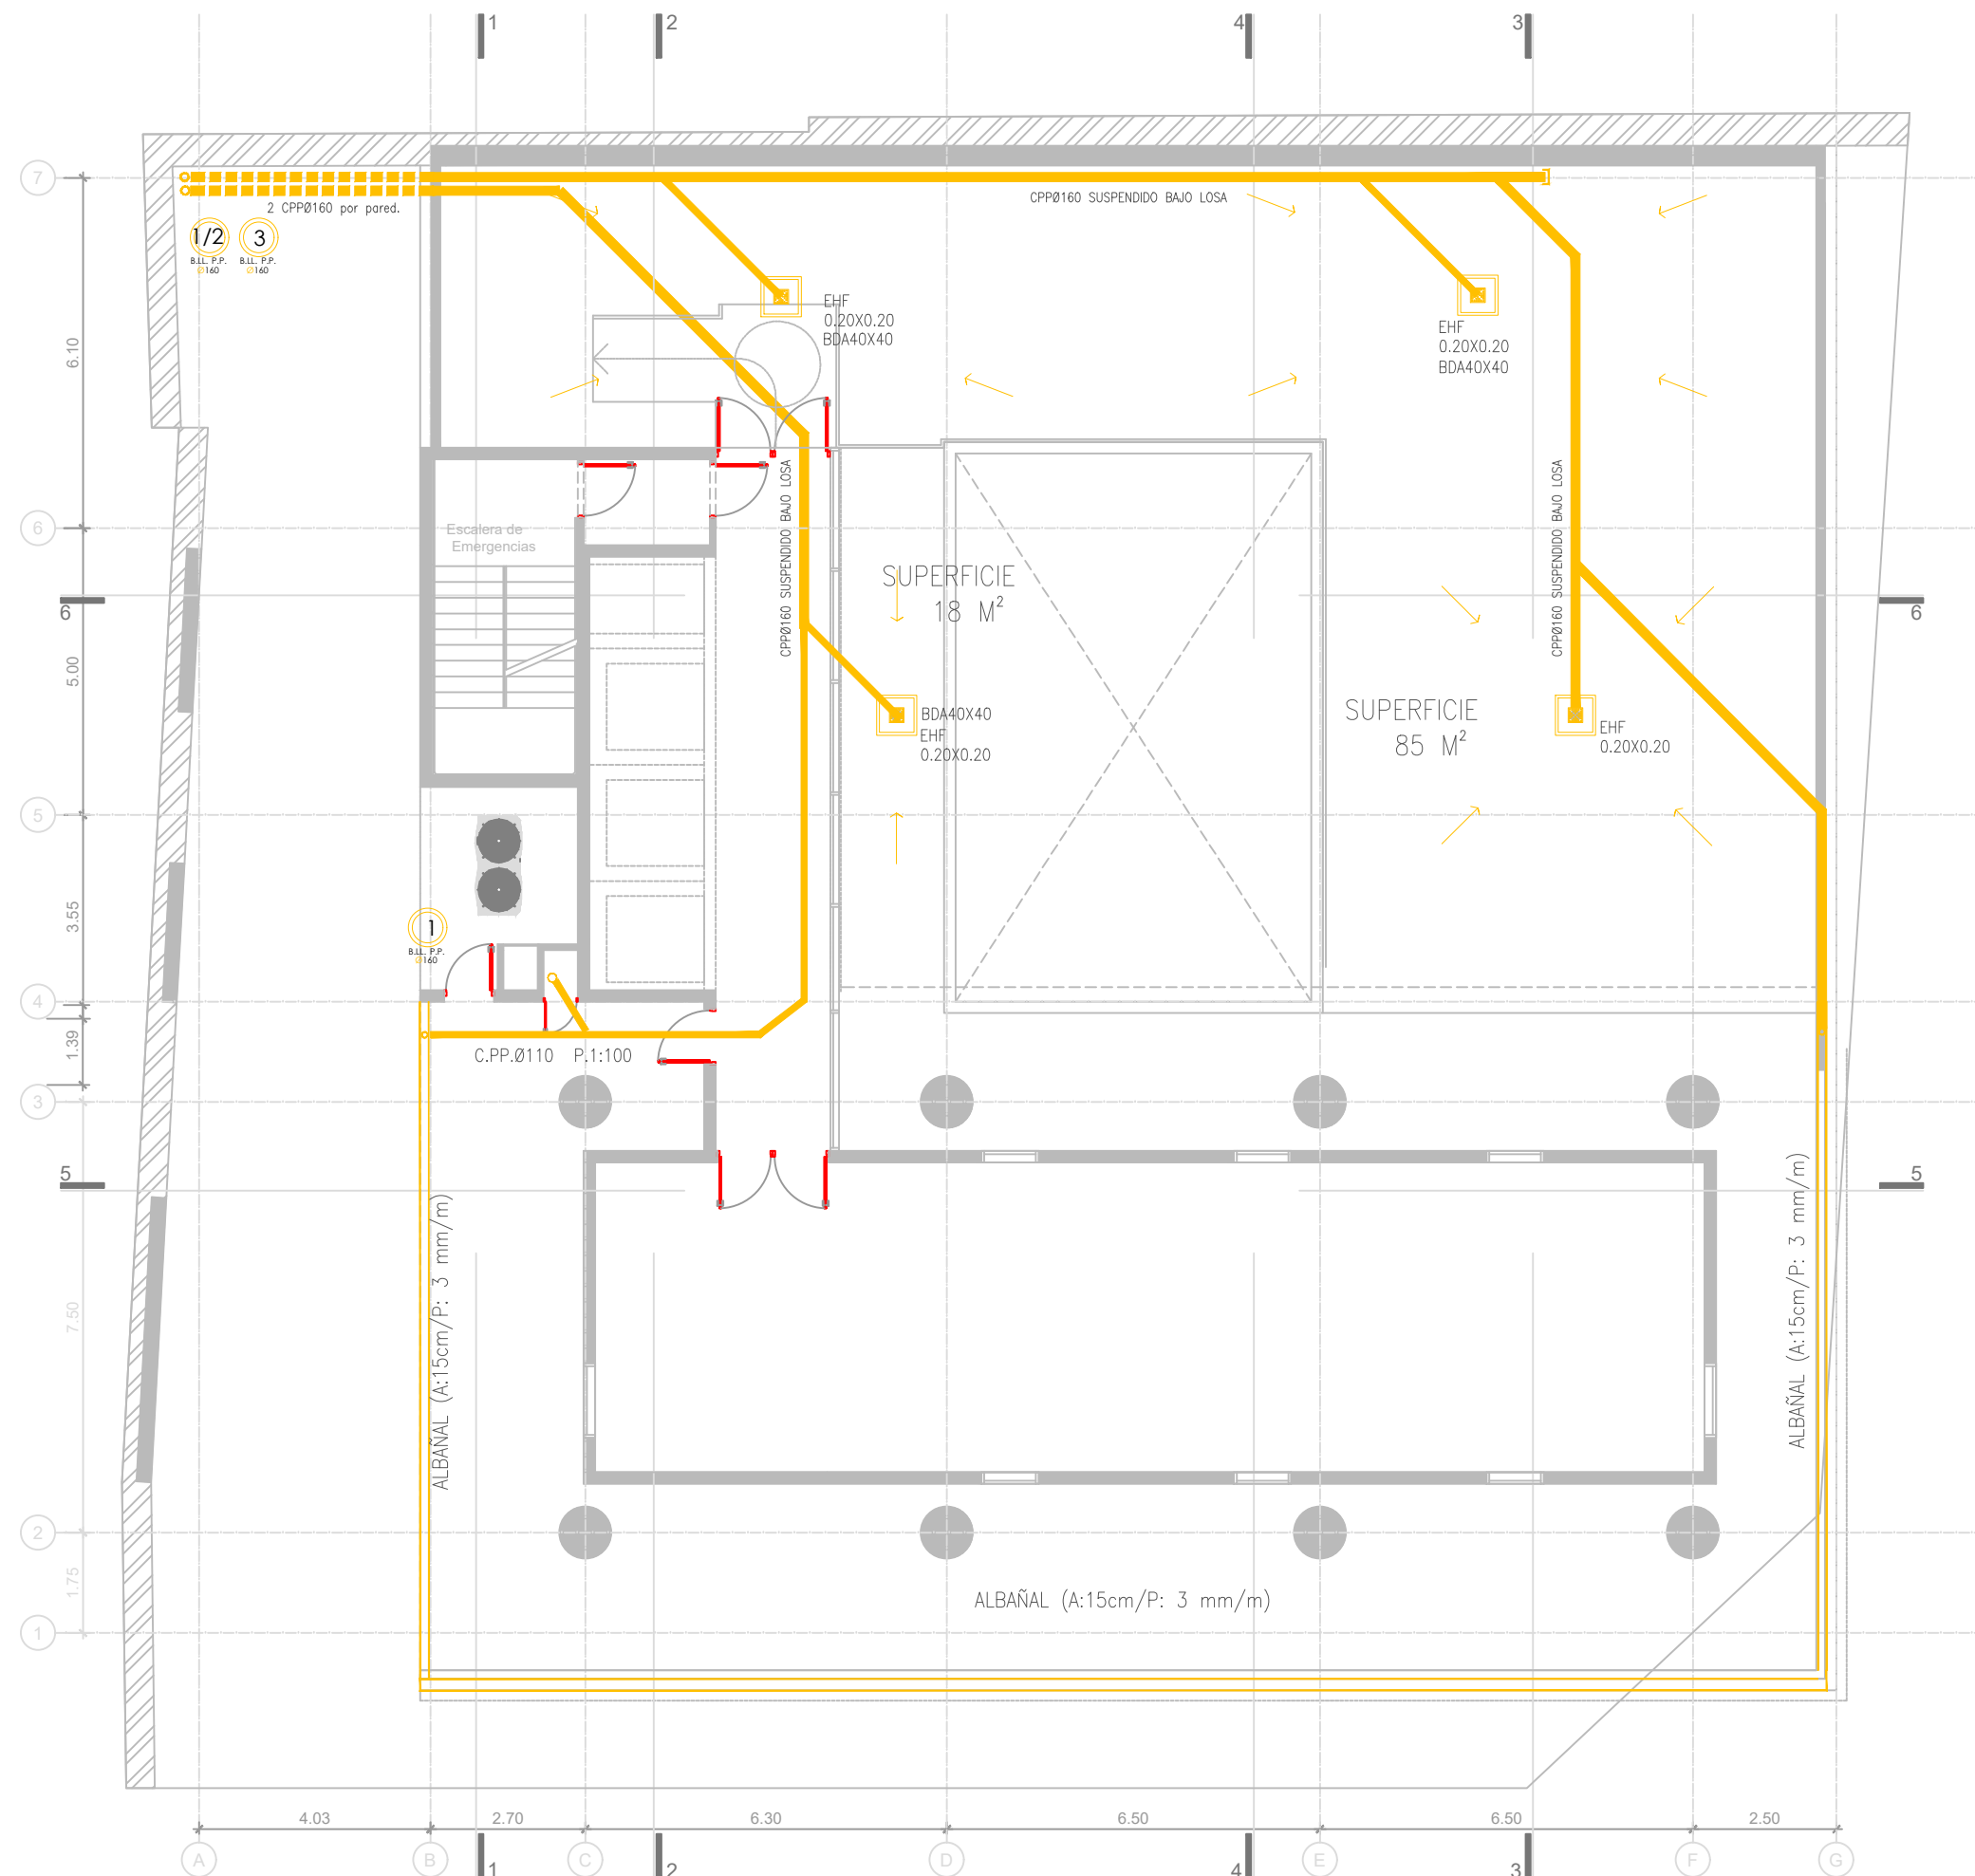 1
2
4
3
7
2 CPPØ160 por pared.
CPPØ160 SUSPENDIDO BAJO LOSA
1/2
3
B.LL. P.P.
Ø160
B.LL. P.P.
Ø160
EHF
0.20X0.20
BDA40X40
EHF
0.20X0.20
BDA40X40
6.10
CPPØ160 SUSPENDIDO BAJO LOSA
CPPØ160 SUSPENDIDO BAJO LOSA
6
Escalera de
Emergencias
SUPERFICIE
18 M²
6
6
5.00
SUPERFICIE
85 M²
BDA40X40
EHF
0.20X0.20
EHF
0.20X0.20
5
3.55
1
B.LL. P.P.
Ø160
4
1.39
C.PP.Ø110 P.1:100
3
5
5
ALBAÑAL (A:15cm/P: 3 mm/m)
ALBAÑAL (A:15cm/P: 3 mm/m)
7.50
2
1.75
ALBAÑAL (A:15cm/P: 3 mm/m)
1
4.03
2.70
6.30
6.50
6.50
2.50
A
B
1
C
2
D
4
E
3
F
G